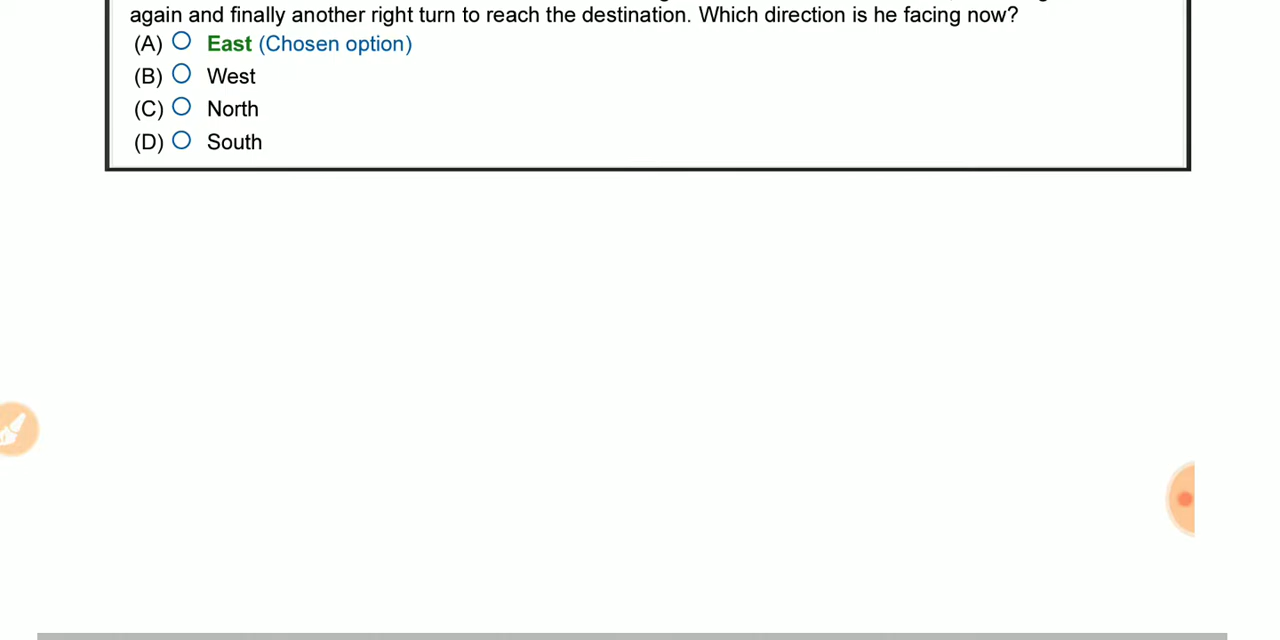 again and finally another right turn to reach the destination. Which direction is he facing now?
(A) East (Chosen option)
(B) West
(C) North
(D) South